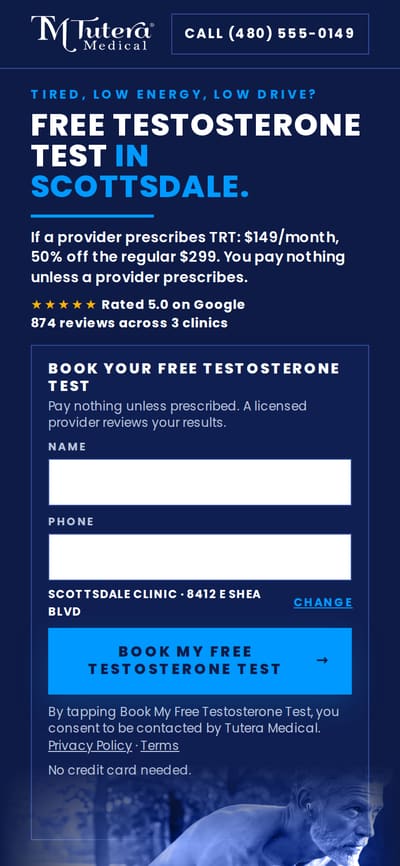 Tutera®
Medical
CALL (480) 555-0149
TIRED, LOW ENERGY, LOW DRIVE?
FREE TESTOSTERONE
TEST IN
SCOTTSDALE.
If a provider prescribes TRT: $149/month,
50% off the regular $299. You pay nothing
unless a provider prescribes.
★★★★★ Rated 5.0 on Google
874 reviews across 3 clinics
BOOK YOUR FREE TESTOSTERONE
TEST
Pay nothing unless prescribed. A licensed
provider reviews your results.
NAME
PHONE
SCOTTSDALE CLINIC · 8412 E SHEA
BLVD
CHANGE
BOOK MY FREE
TESTOSTERONE TEST →
By tapping Book My Free Testosterone Test, you
consent to be contacted by Tutera Medical.
Privacy Policy · Terms
No credit card needed.